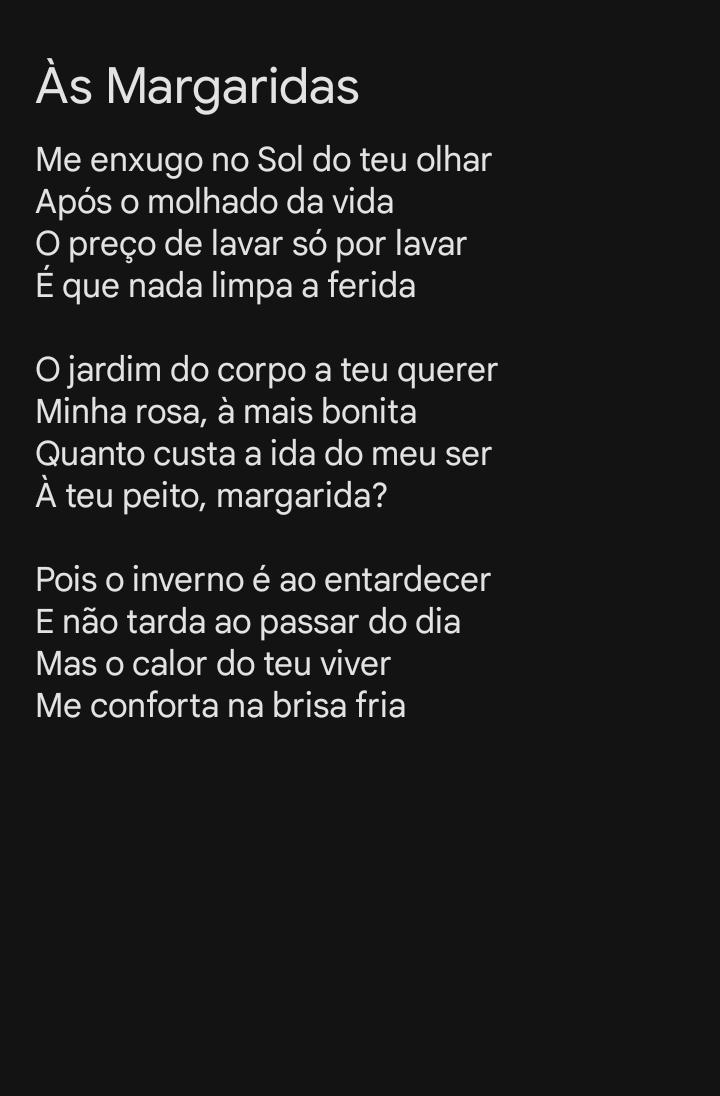 Às Margaridas
Me enxugo no Sol do teu olhar
Após o molhado da vida
O preço de lavar só por lavar
É que nada limpa a ferida
O jardim do corpo a teu querer
Minha rosa, à mais bonita
Quanto custa a ida do meu ser
À teu peito, margarida?
Pois o inverno é ao entardecer
E não tarda ao passar do dia
Mas o calor do teu viver
Me conforta na brisa fria